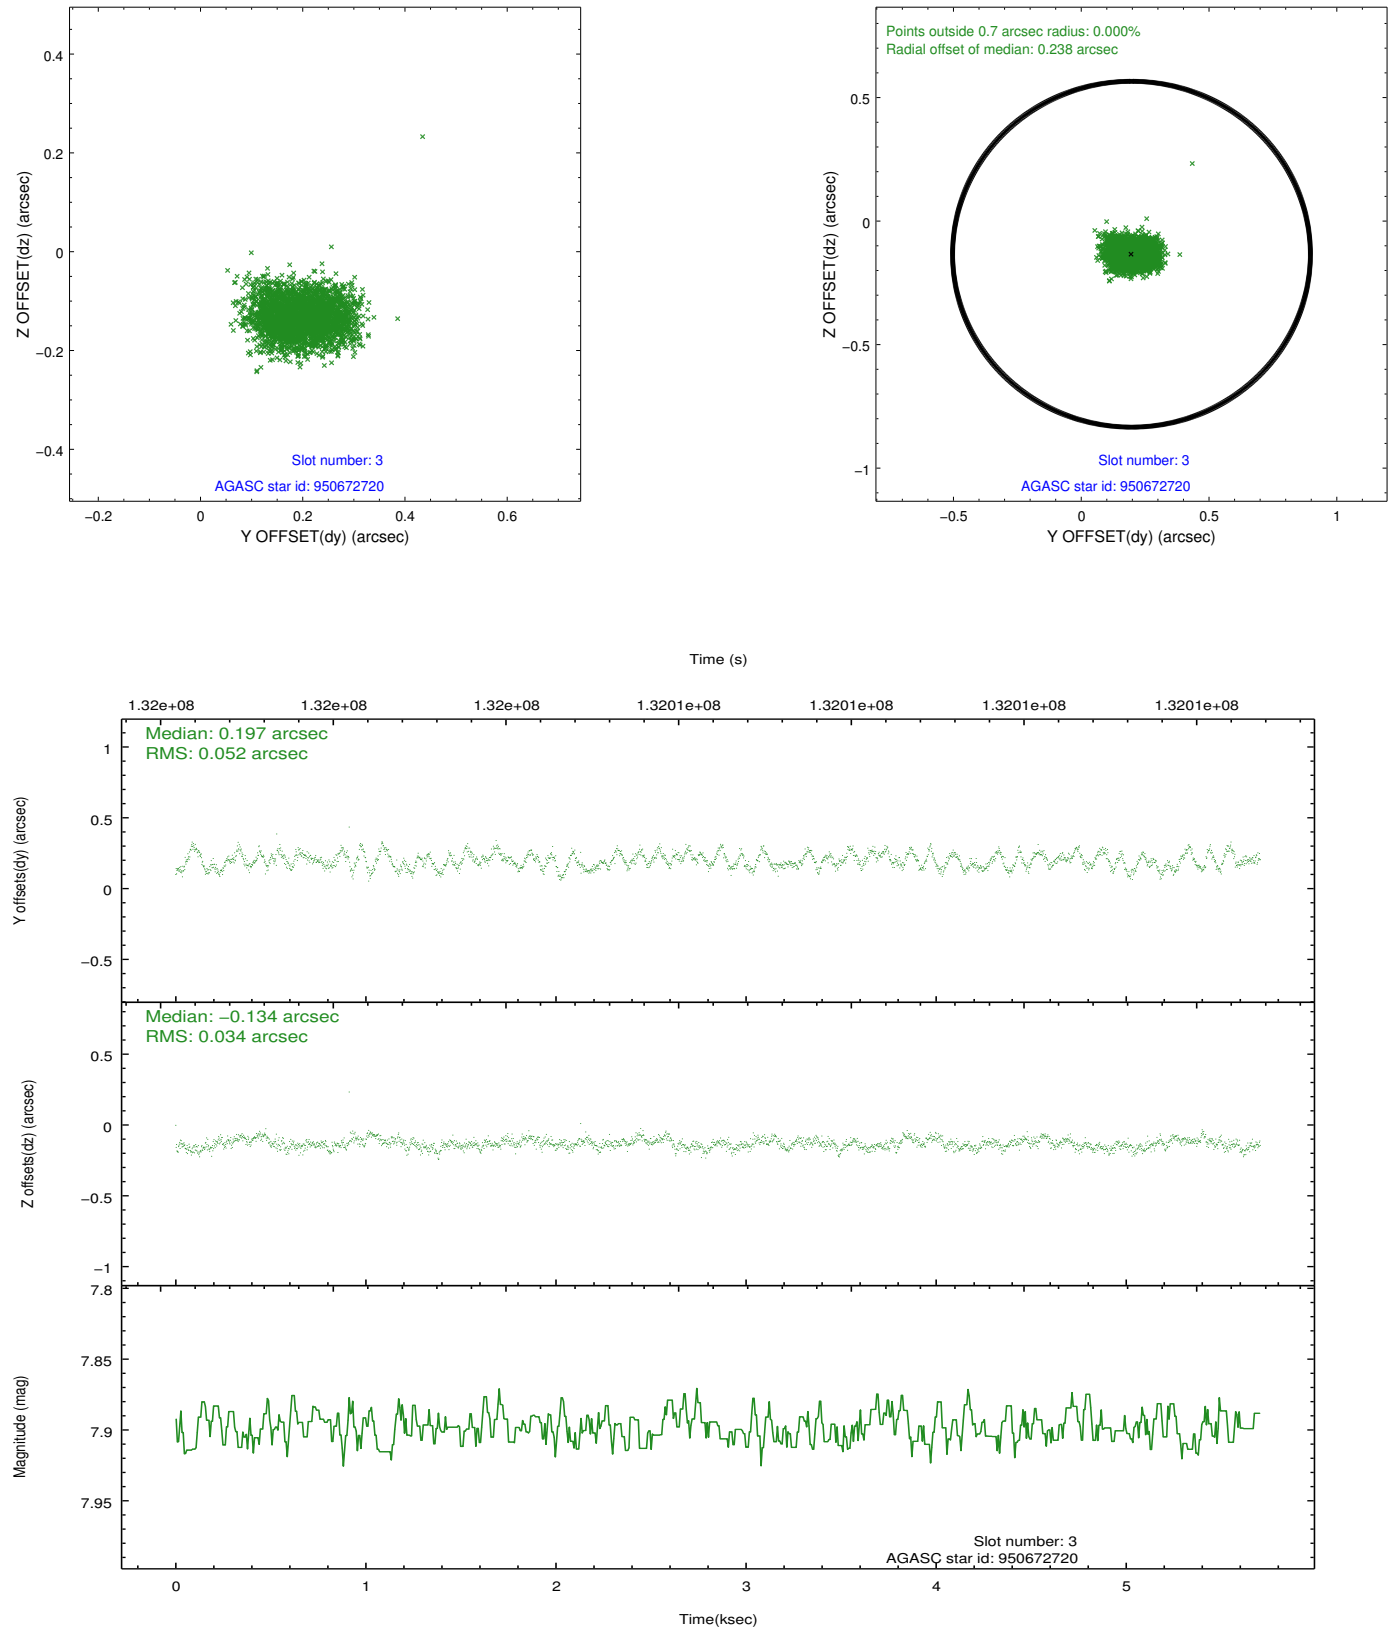 0.4
0.2
0
−0.2
−0.4
Z OFFSET(dz) (arcsec)
Slot number: 3
AGASC star id: 950672720
−0.2
0
0.2
0.4
0.6
Y OFFSET(dy) (arcsec)
Points outside 0.7 arcsec radius: 0.000%
Radial offset of median: 0.238 arcsec
0.5
0
−0.5
−1
Z OFFSET(dz) (arcsec)
Slot number: 3
AGASC star id: 950672720
−0.5
0
0.5
1
Y OFFSET(dy) (arcsec)
Time (s)
1.32e+08
1.32e+08
1.32e+08
1.3201e+08
1.3201e+08
1.3201e+08
1.3201e+08
Median: 0.197 arcsec
RMS: 0.052 arcsec
1
0.5
0
−0.5
Y offsets(dy) (arcsec)
Median: −0.134 arcsec
RMS: 0.034 arcsec
0.5
0
−0.5
−1
Z offsets(dz) (arcsec)
7.8
7.85
7.9
7.95
Magnitude (mag)
Slot number: 3
AGASC star id: 950672720
0
1
2
3
4
5
Time(ksec)